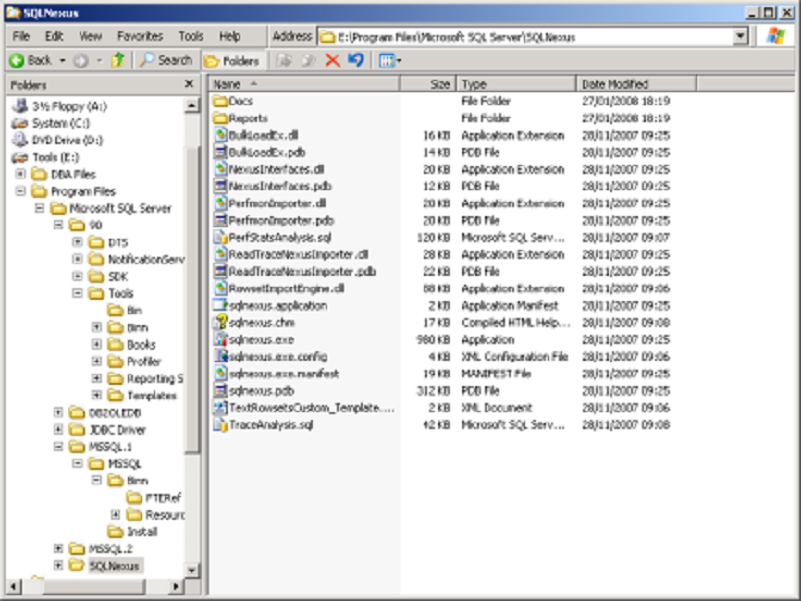 SQLNexus
File Edit View Favorites Tools Help Address E:\Program Files\Microsoft SQL Server\SQLNexus
Back Search Folders
Folders
3½ Floppy (A:)
System (C:)
DVD Drive (D:)
Tools (E:)
DBA Files
Program Files
Microsoft SQL Server
90
DTS
NotificationServ
SDK
Tools
Bin
Binn
Books
Profiler
Reporting S
Templates
DB2OLEDB
JDBC Driver
MSSQL.1
MSSQL
Binn
FTERef
Resourc
Install
MSSQL.2
SQLNexus
Name Size Type Date Modified
Docs File Folder 27/01/2008 18:19
Reports File Folder 27/01/2008 18:19
BulkLoadEx.dll 16 KB Application Extension 28/11/2007 09:25
BulkLoadEx.pdb 14 KB PDB File 28/11/2007 09:25
NexusInterfaces.dll 20 KB Application Extension 28/11/2007 09:25
NexusInterfaces.pdb 12 KB PDB File 28/11/2007 09:25
PerfmonImporter.dll 20 KB Application Extension 28/11/2007 09:25
PerfmonImporter.pdb 20 KB PDB File 28/11/2007 09:25
PerfStatsAnalysis.sql 120 KB Microsoft SQL Serv... 28/11/2007 09:07
ReadTraceNexusImporter.dll 28 KB Application Extension 28/11/2007 09:25
ReadTraceNexusImporter.pdb 22 KB PDB File 28/11/2007 09:25
RowsetImportEngine.dll 88 KB Application Extension 28/11/2007 09:06
sqlnexus.application 2 KB Application Manifest 28/11/2007 09:25
sqlnexus.chm 17 KB Compiled HTML Help... 28/11/2007 09:08
sqlnexus.exe 980 KB Application 28/11/2007 09:25
sqlnexus.exe.config 4 KB XML Configuration File 28/11/2007 09:06
sqlnexus.exe.manifest 19 KB MANIFEST File 28/11/2007 09:25
sqlnexus.pdb 312 KB PDB File 28/11/2007 09:25
TextRowsetsCustom_Template.... 2 KB XML Document 28/11/2007 09:06
TraceAnalysis.sql 42 KB Microsoft SQL Serv... 28/11/2007 09:08